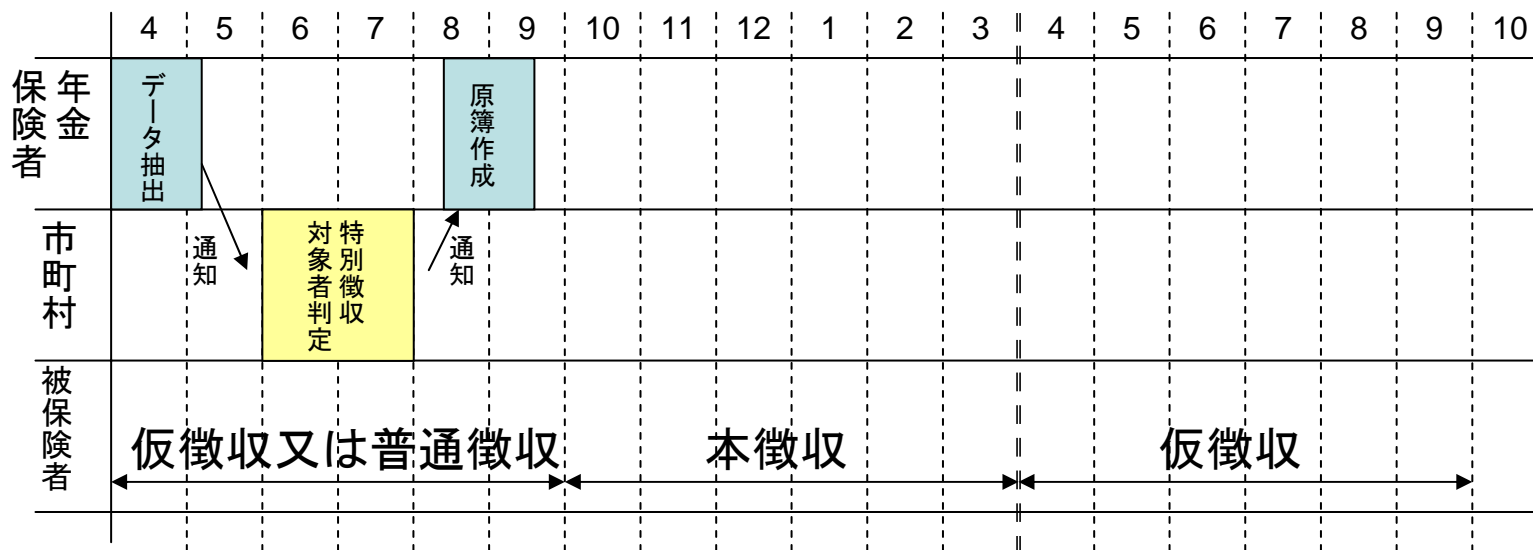 4 5 6 7 8 9 10 11 12 1 2 3 4 5 6 7 8 9 10
年金
保険者
データ抽出
原簿作成
市町村
通知
特別徴収
対象者判定
通知
被保険者
仮徴収又は普通徴収
本徴収
仮徴収